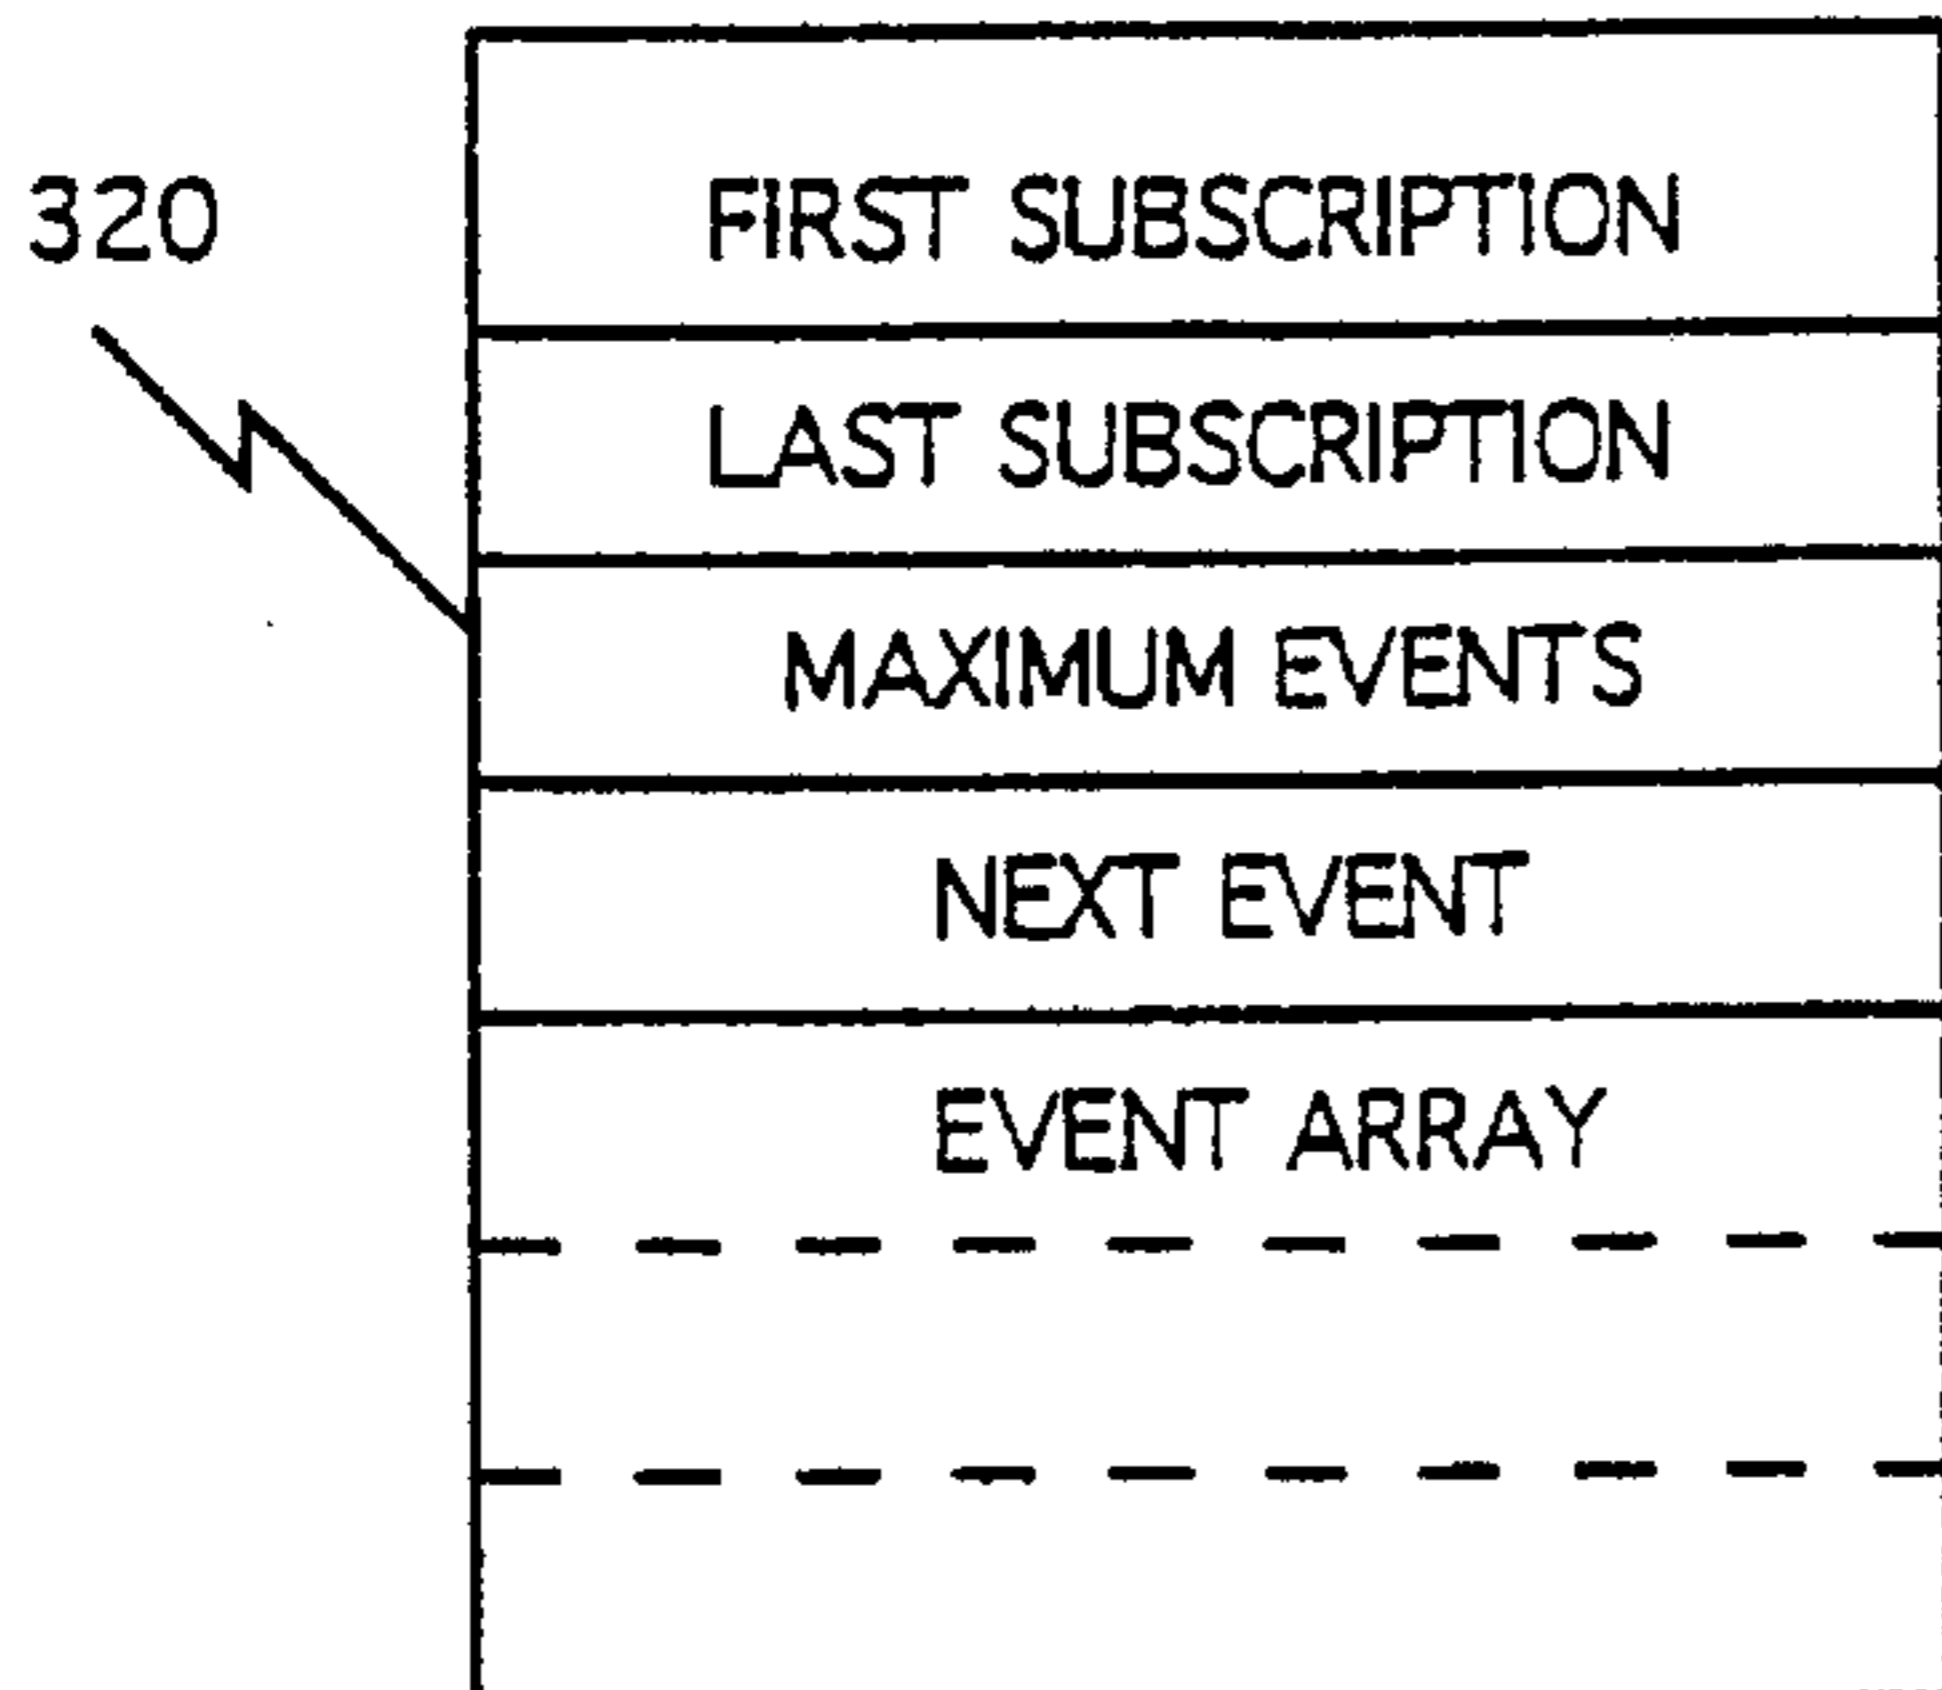 320
FIRST SUBSCRIPTION
LAST SUBSCRIPTION
MAXIMUM EVENTS
NEXT EVENT
EVENT ARRAY